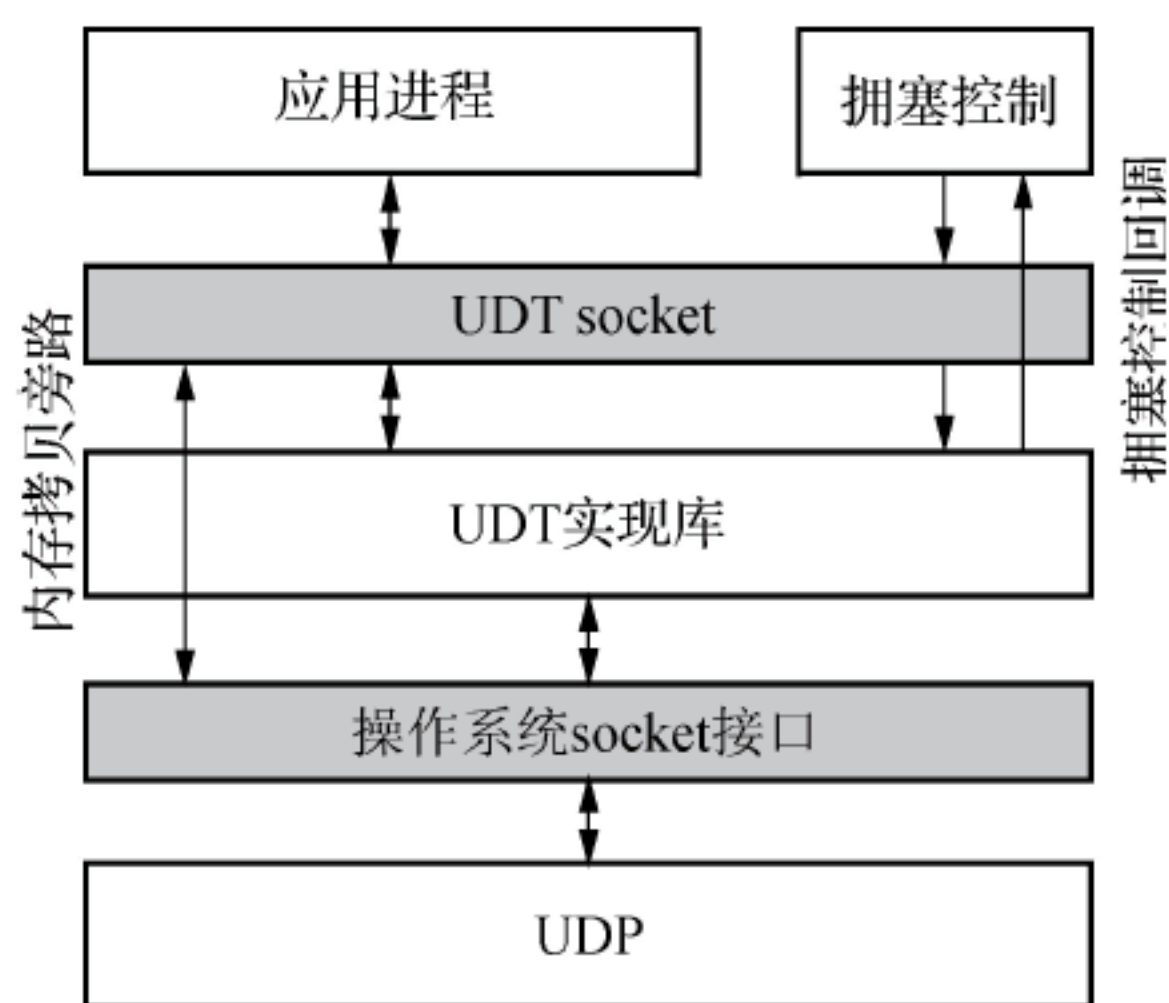 应用进程
拥塞控制
拥塞控制回调
UDT socket
内存拷贝旁路
UDT实现库
操作系统socket接口
UDP